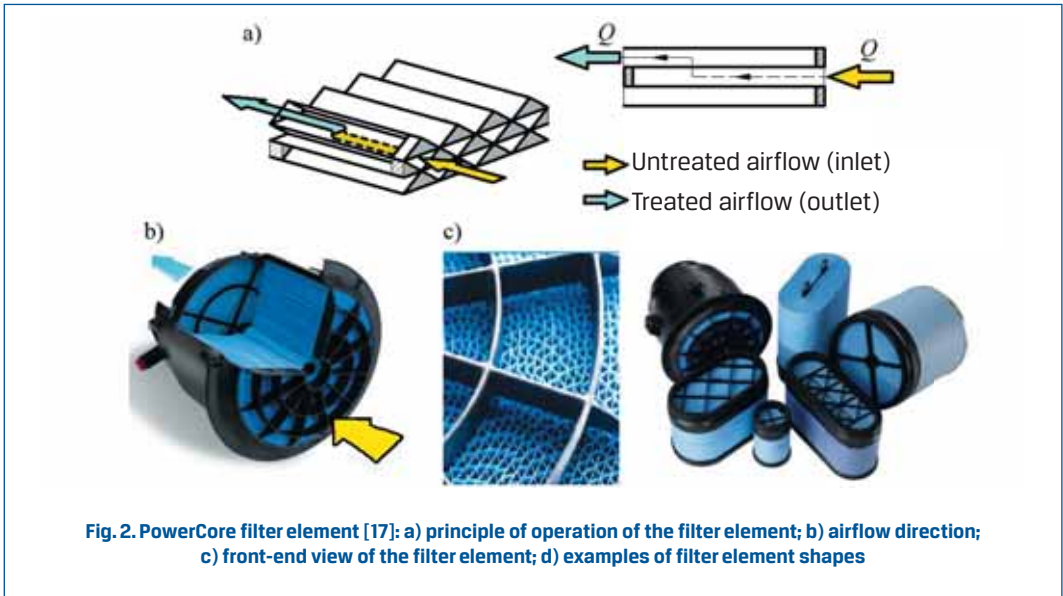 a)
Q
Q
Untreated airflow (inlet)
Treated airflow (outlet)
b)
c)
Fig. 2. PowerCore filter element [17]: a) principle of operation of the filter element; b) airflow direction;
c) front-end view of the filter element; d) examples of filter element shapes